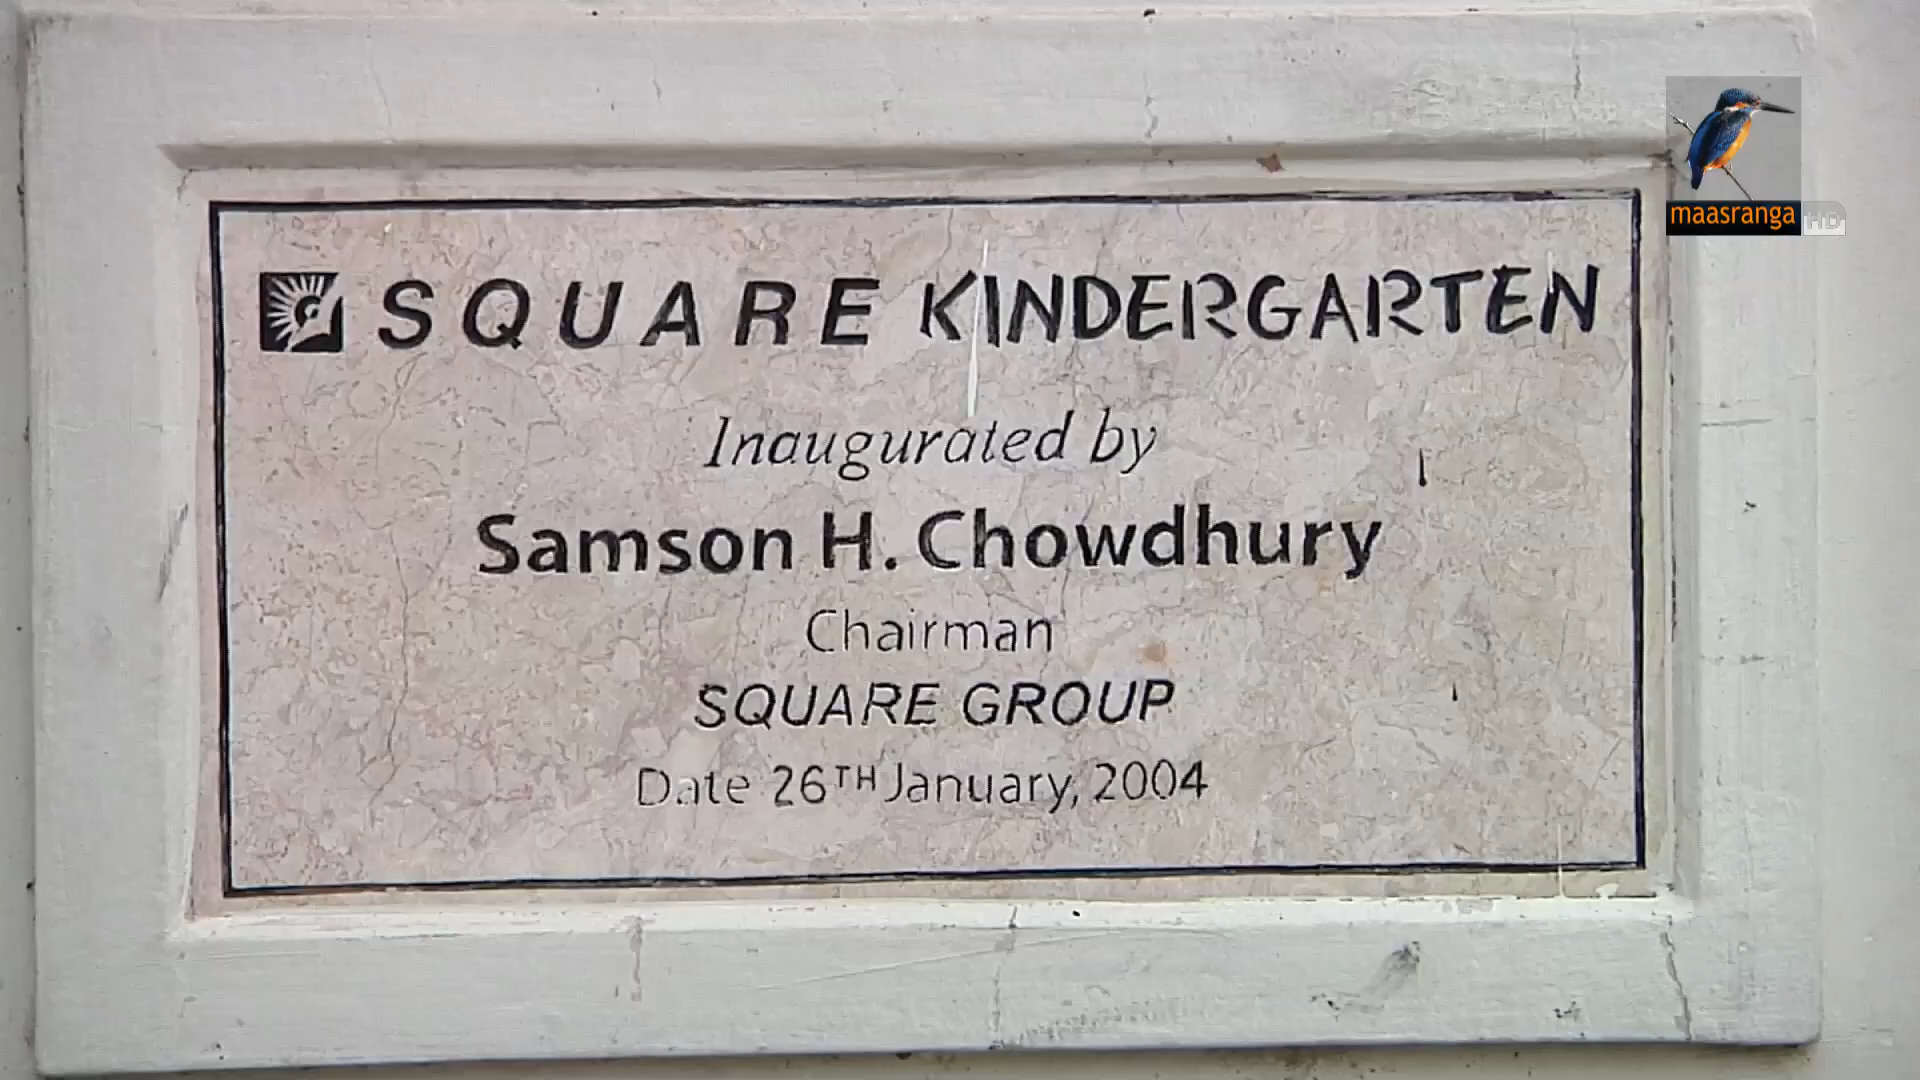 SQUARE KINDERGARTEN
Inaugurated by
Samson H. Chowdhury
Chairman
SQUARE GROUP
Date 26TH January, 2004
maasranga HD